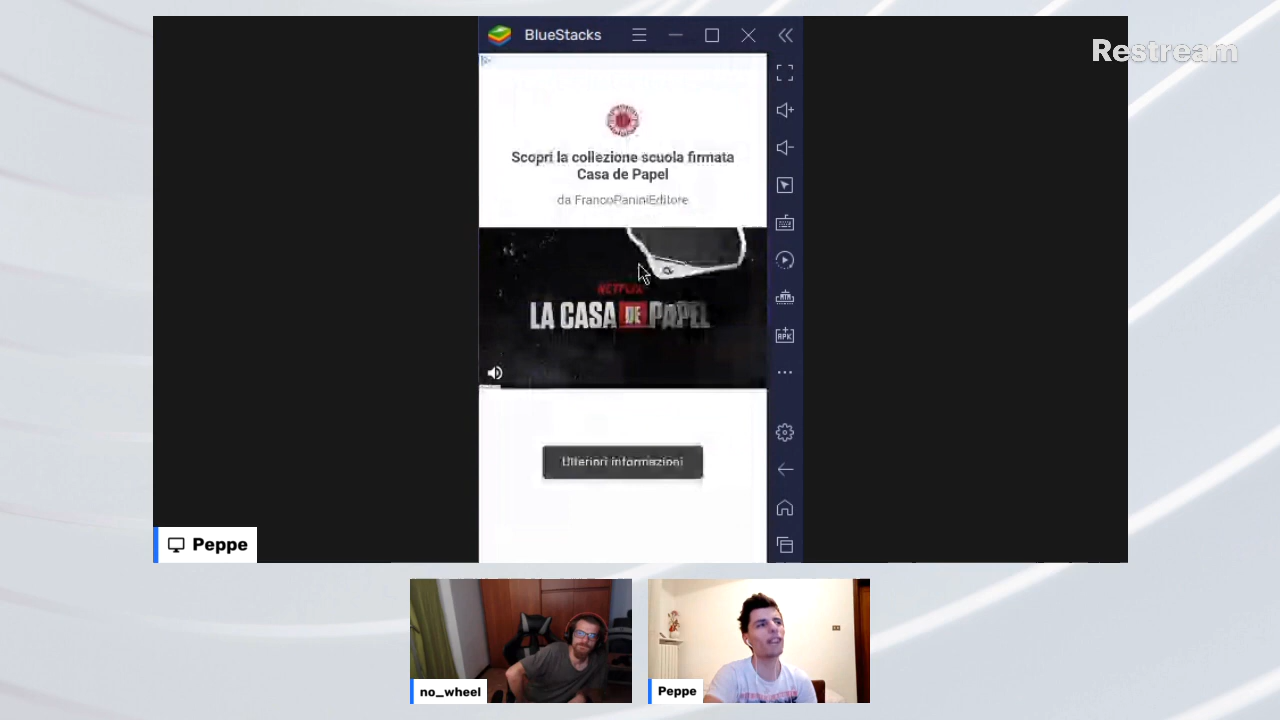 BlueStacks
Restream
Scopri la collezione scuola firmata
Casa de Papel
da FrancoPaniniEditore
NETFLIX
LA CASA DE PAPEL
Ulteriori informazioni
Peppe
no_wheel
Peppe